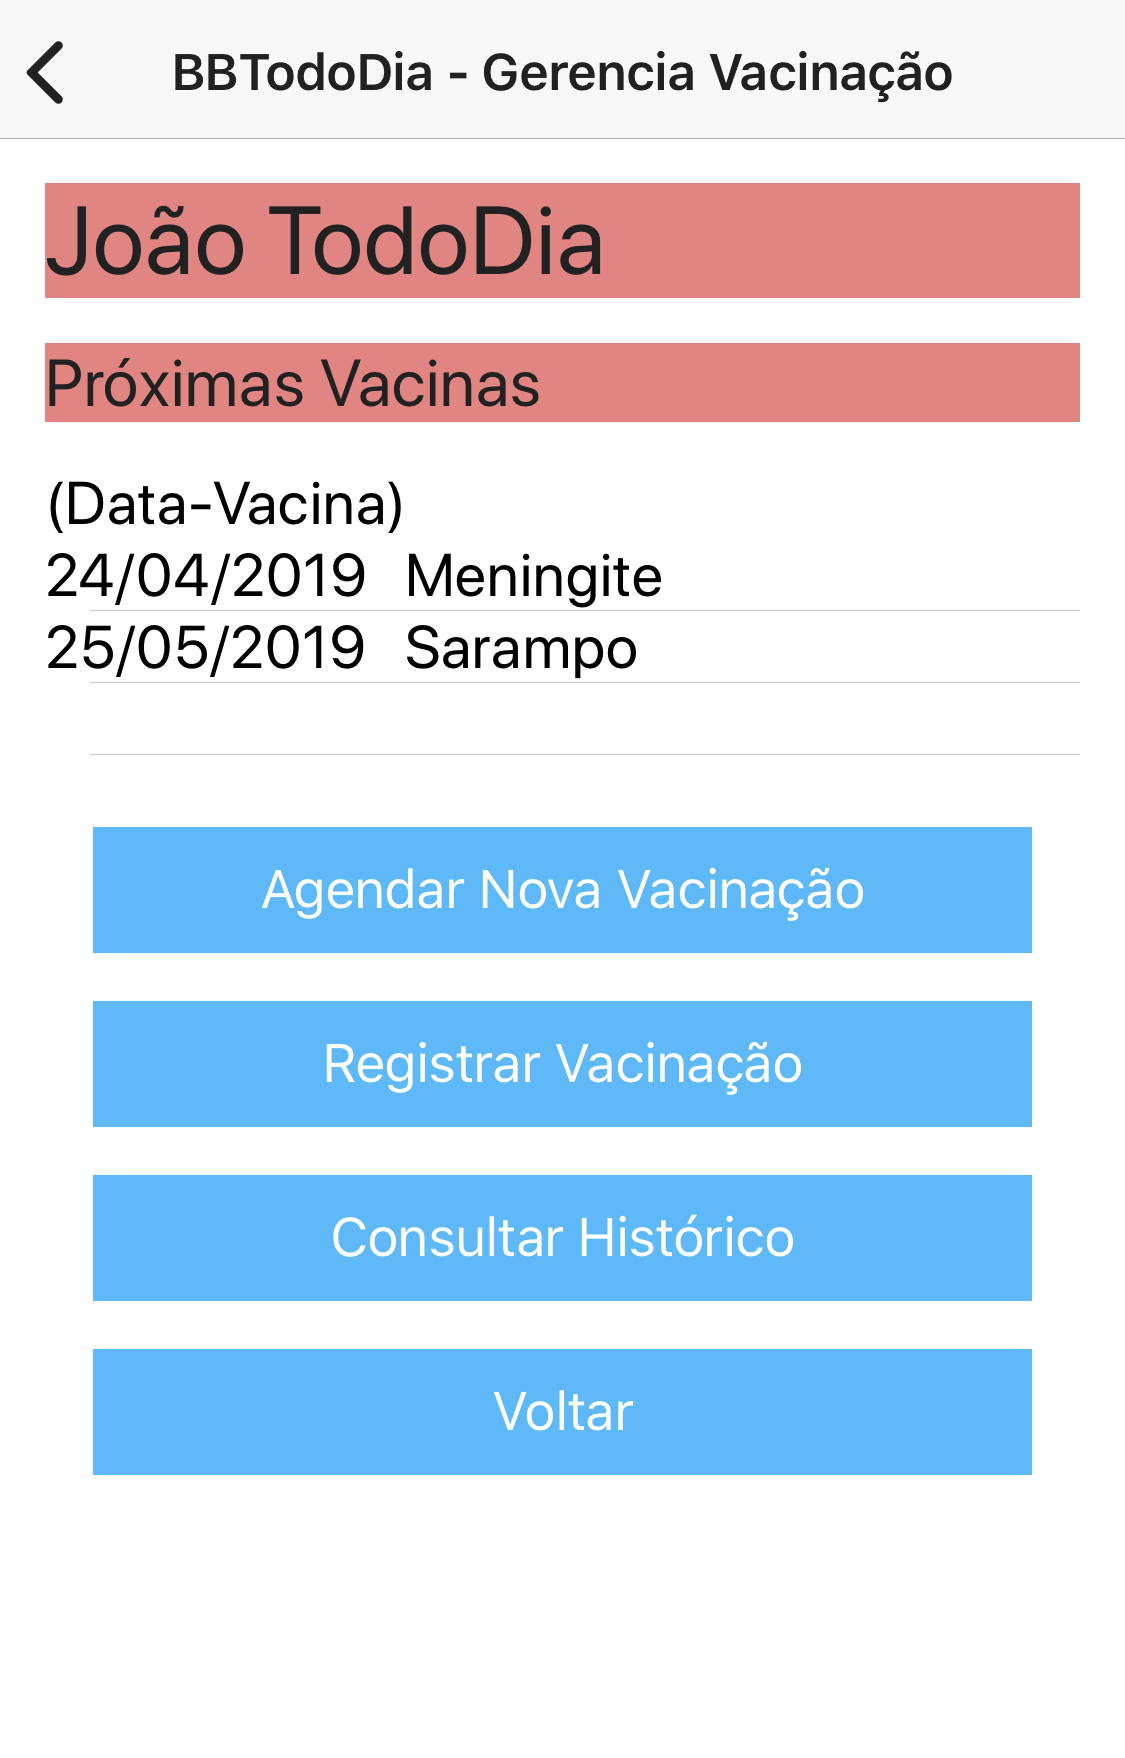 BBTodoDia - Gerencia Vacinação
João TodoDia
Próximas Vacinas
(Data-Vacina)
24/04/2019 Meningite
25/05/2019 Sarampo
Agendar Nova Vacinação
Registrar Vacinação
Consultar Histórico
Voltar